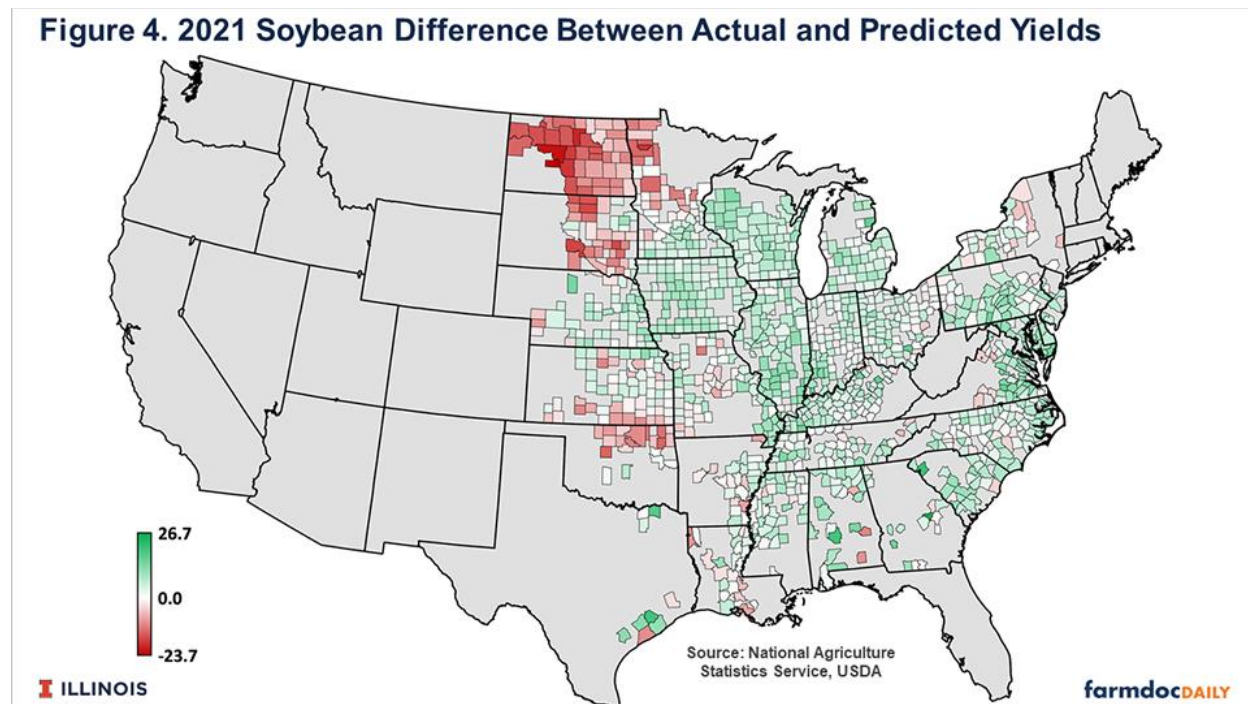 Figure 4. 2021 Soybean Difference Between Actual and Predicted Yields
26.7
0.0
-23.7
Source: National Agriculture
Statistics Service, USDA
I ILLINOIS
farmdocDAILY